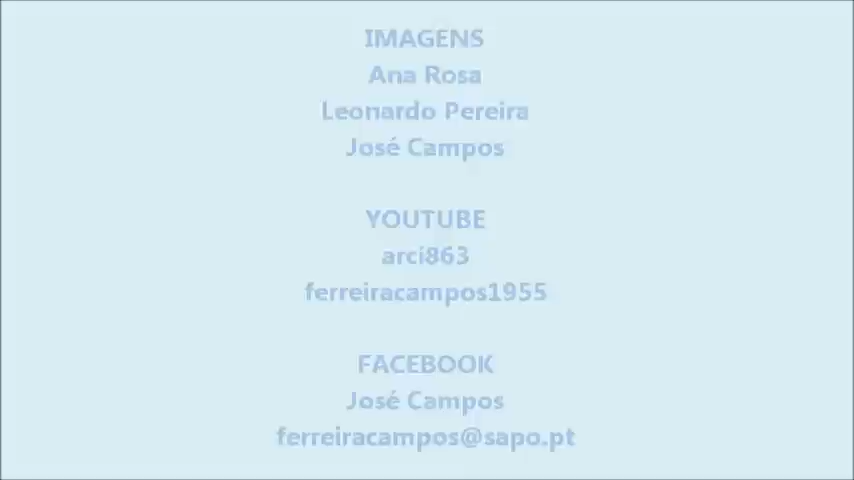 IMAGENS
Ana Rosa
Leonardo Pereira
José Campos
YOUTUBE
arci863
ferreiracampos1955
FACEBOOK
José Campos
ferreiracampos@sapo.pt